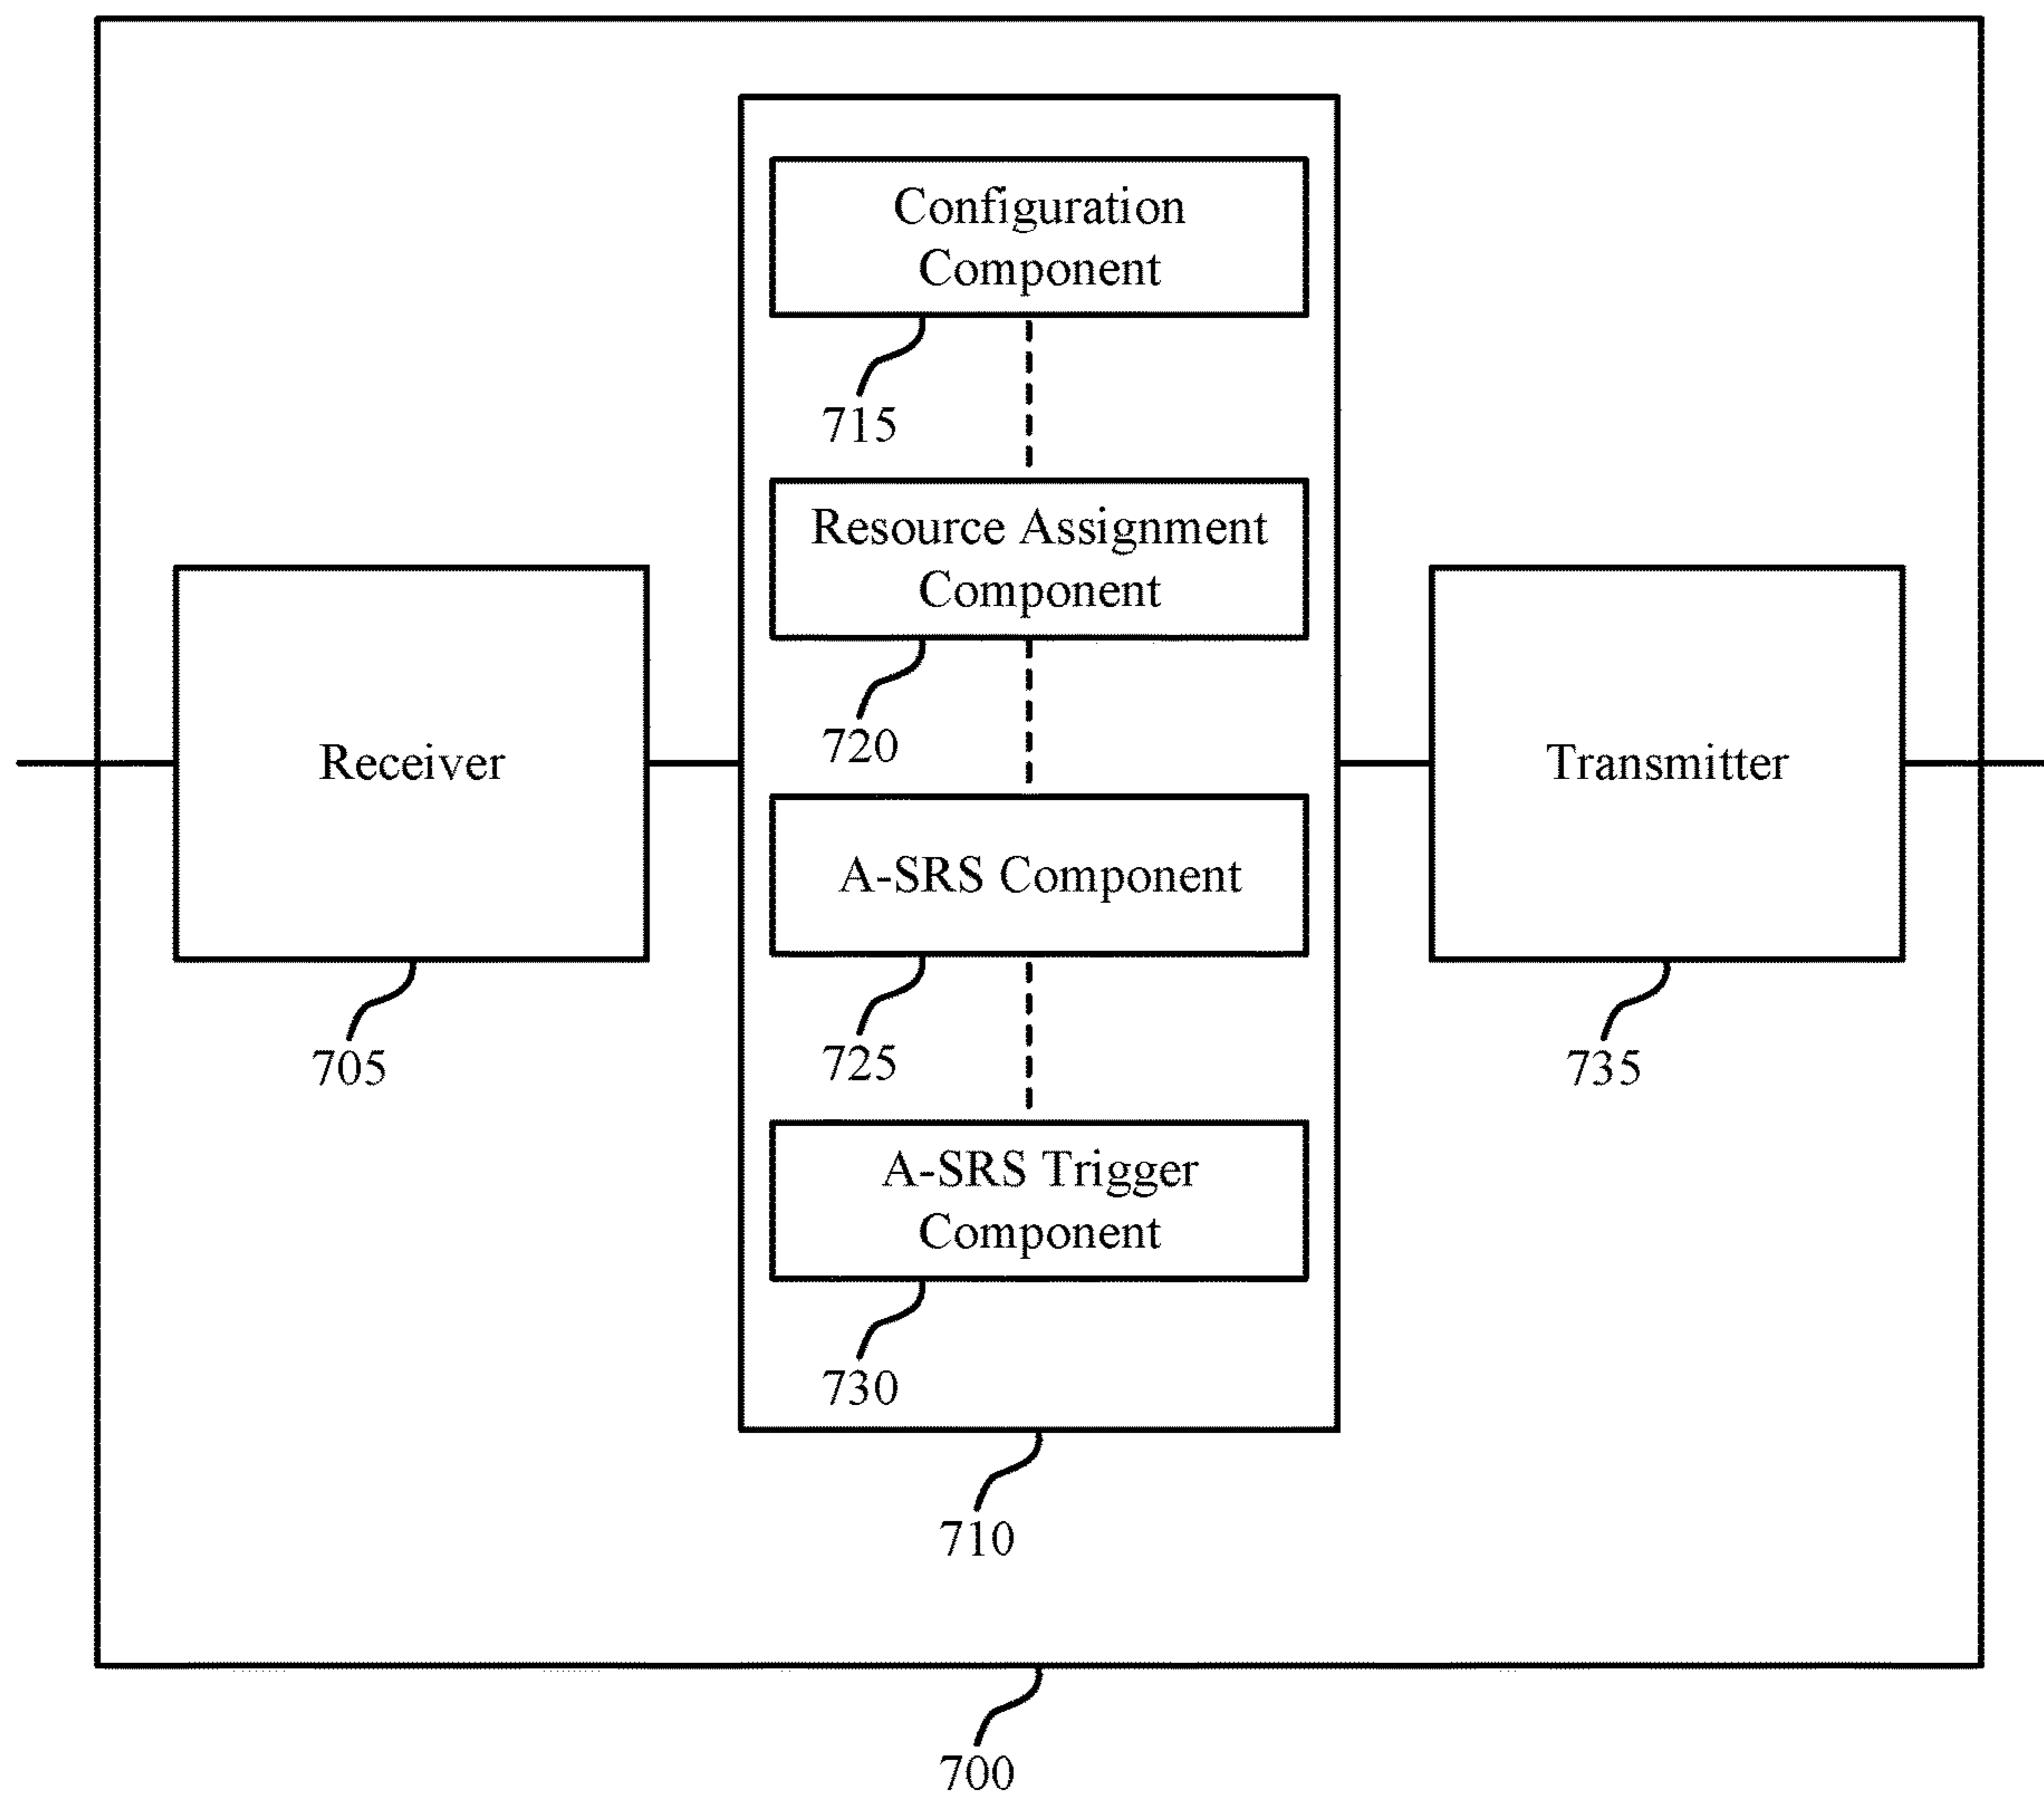 Configuration
Component
715
Resource Assignment
Component
720
Receiver
705
A-SRS Component
725
A-SRS Trigger
Component
730
710
Transmitter
735
700